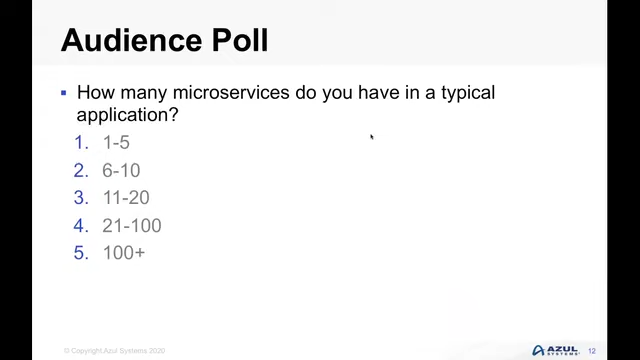 Audience Poll
▪ How many microservices do you have in a typical
application?
1. 1-5
2. 6-10
3. 11-20
4. 21-100
5. 100+
© Copyright Azul Systems 2020
AZUL
SYSTEMS
12